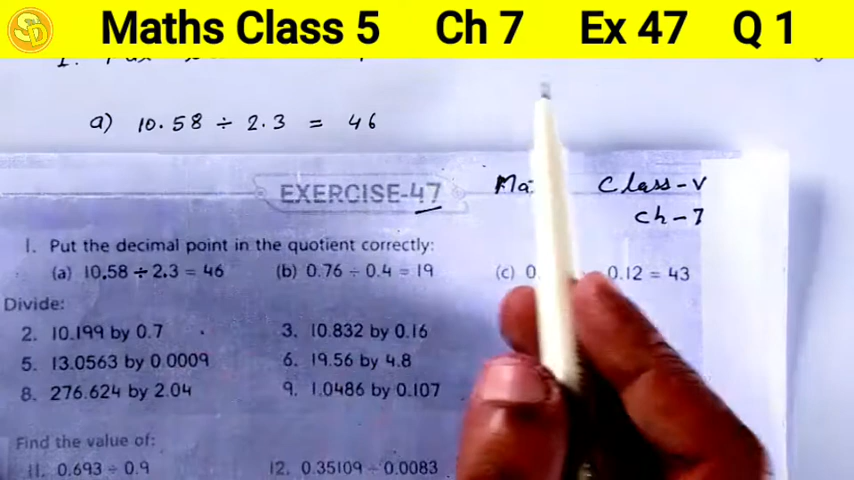 SD
Maths Class 5 Ch 7 Ex 47 Q 1
a) 10.58 ÷ 2.3 = 46
EXERCISE-47
Class-V
Ch-7
1. Put the decimal point in the quotient correctly:
(a) 10.58 ÷ 2.3 = 46 (b) 0.76 ÷ 0.4 = 19 (c) 0.12 = 43
Divide:
2. 10.199 by 0.7 3. 10.832 by 0.16
5. 13.0563 by 0.0009 6. 19.56 by 4.8
8. 276.624 by 2.04 9. 1.0486 by 0.107
Find the value of:
11. 0.693 ÷ 0.9 12. 0.35109 ÷ 0.0083